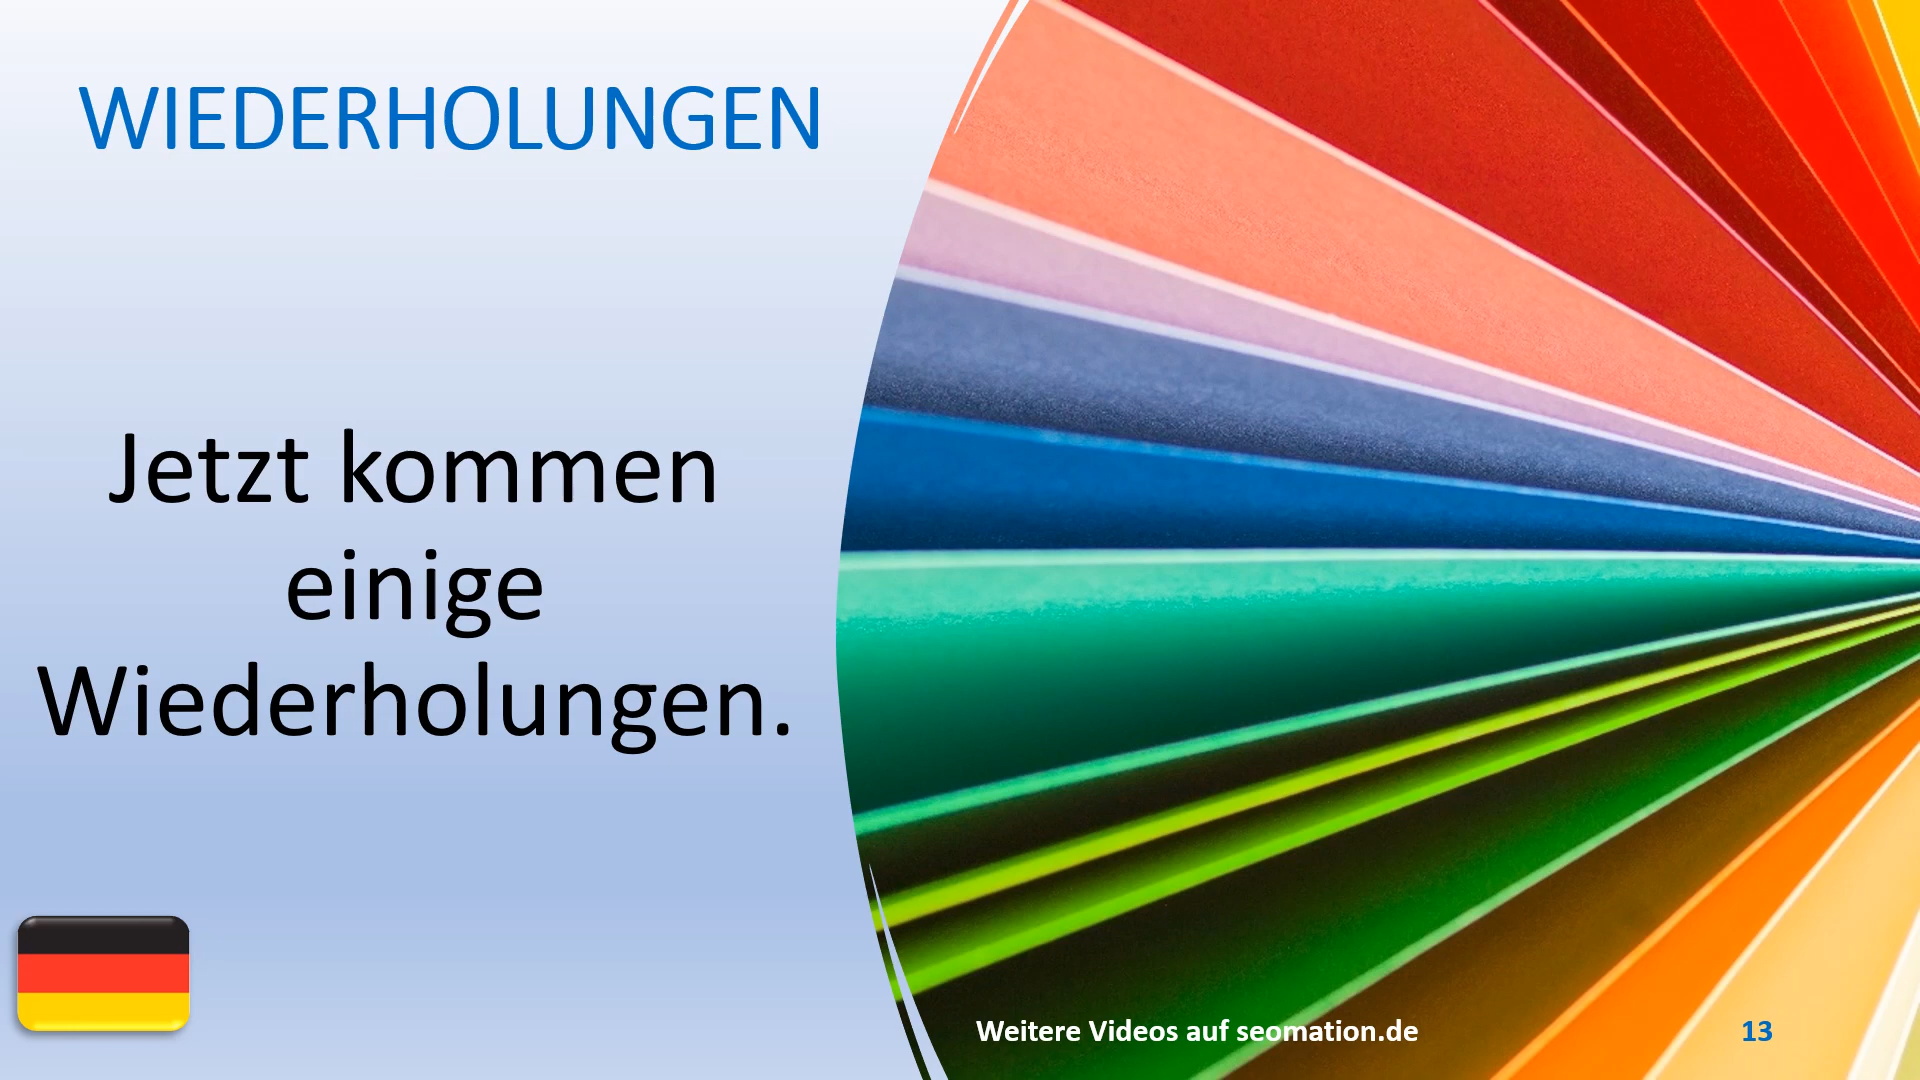 WIEDERHOLUNGEN
Jetzt kommen
einige
Wiederholungen.
Weitere Videos auf seomation.de
13